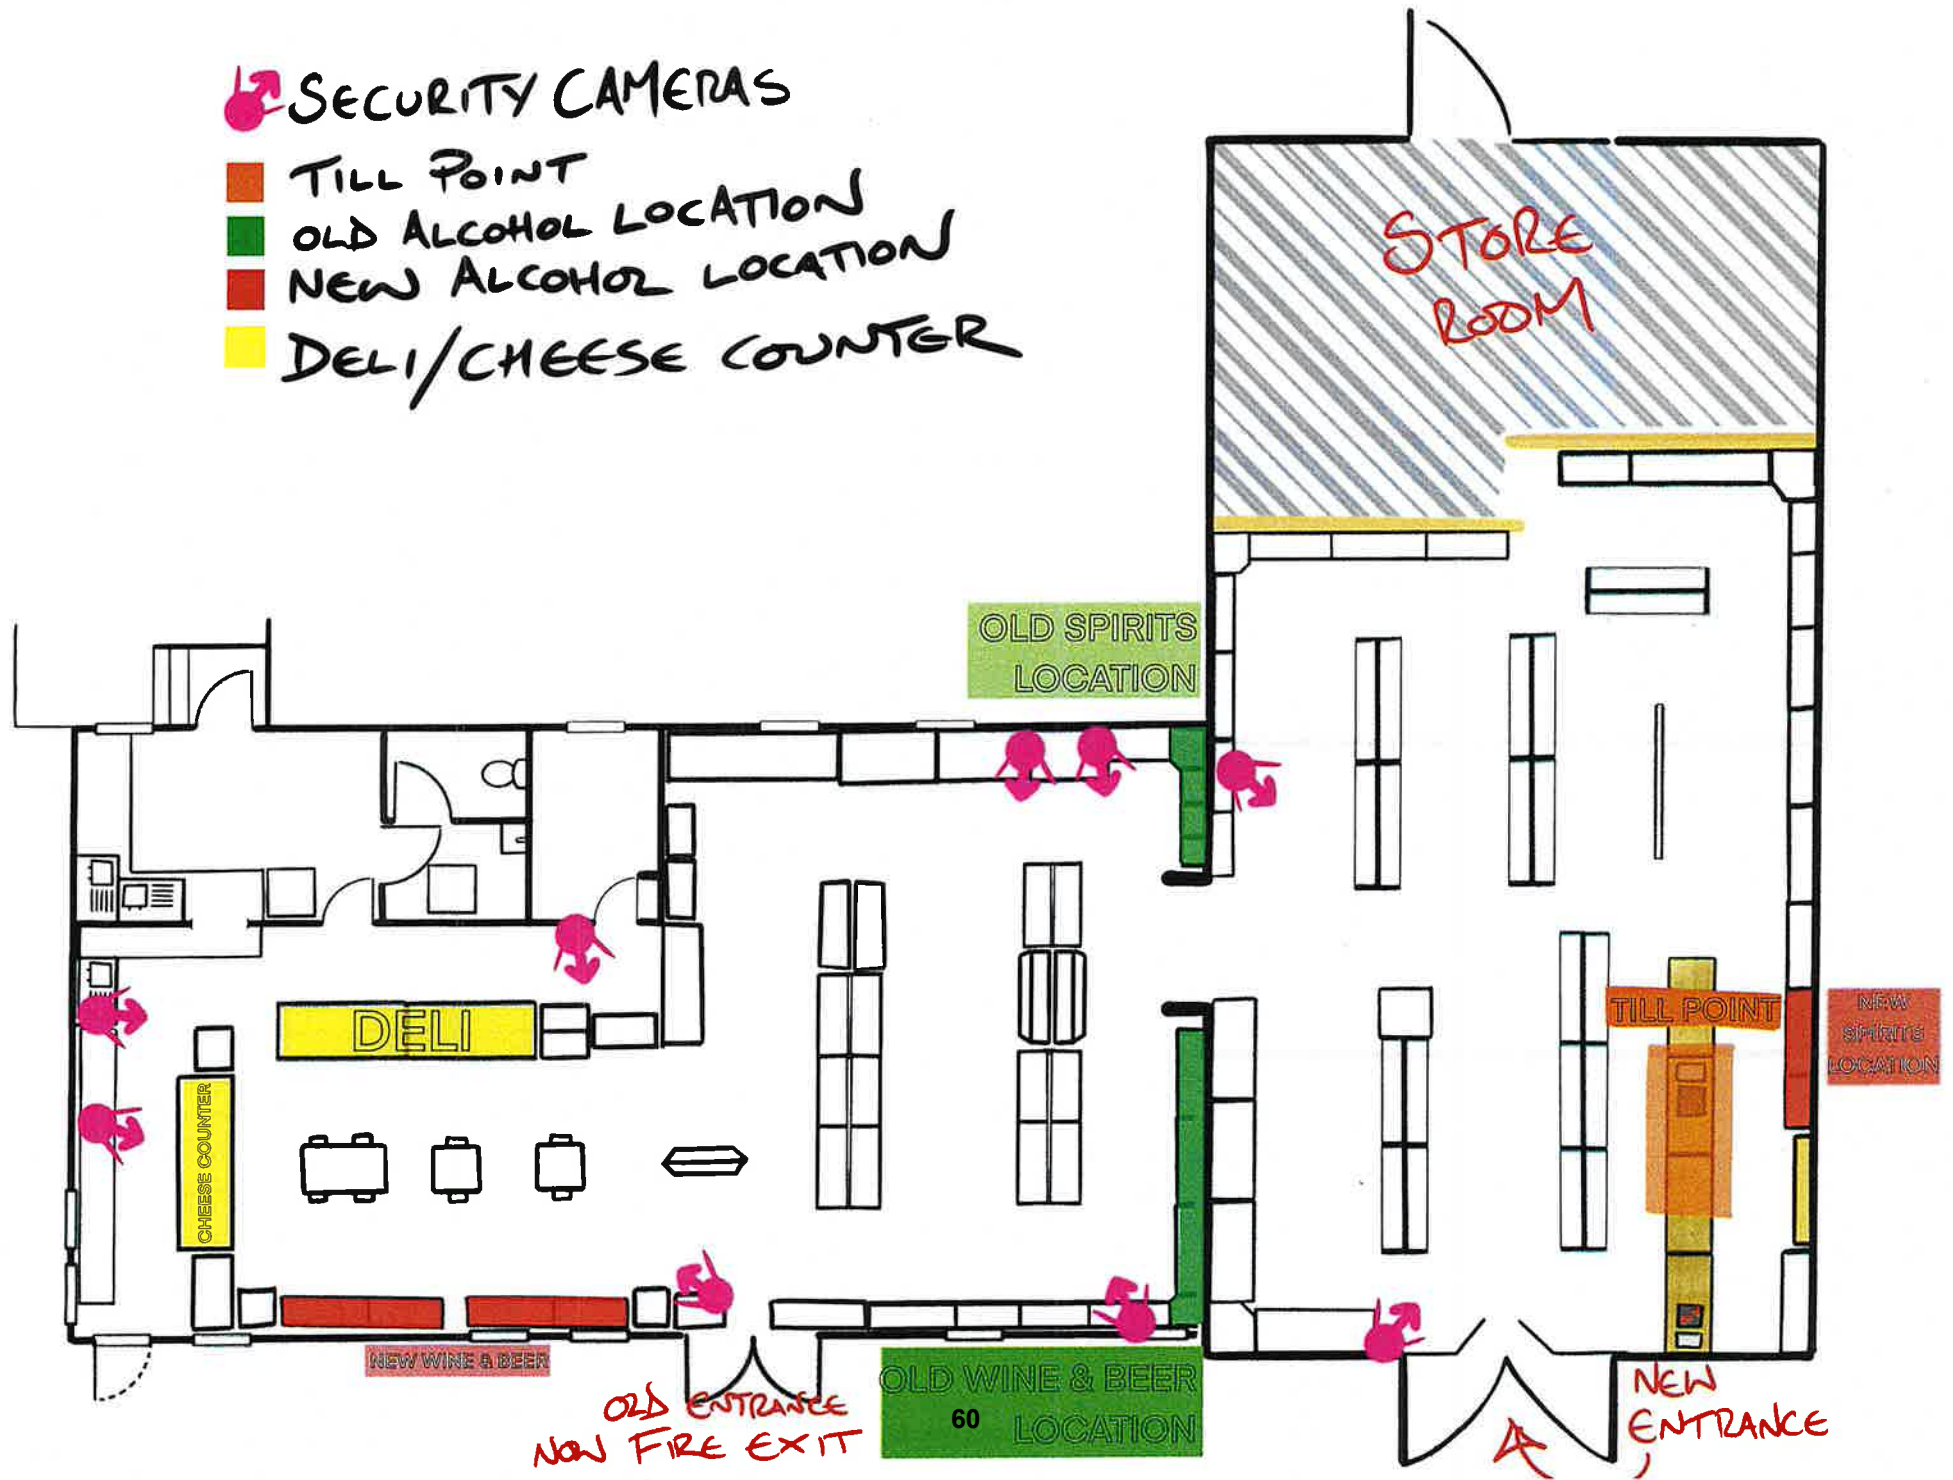 SECURITY CAMERAS
TILL POINT
OLD ALCOHOL LOCATION
NEW ALCOHOL LOCATION
DELI/CHEESE COUNTER
STORE
ROOM
OLD SPIRITS
LOCATION
DELI
CHEESE COUNTER
TILL POINT
NEW
SPIRITS
LOCATION
NEW WINE & BEER
OLD ENTRANCE
NOW FIRE EXIT
OLD WINE & BEER
LOCATION
60
NEW
ENTRANCE